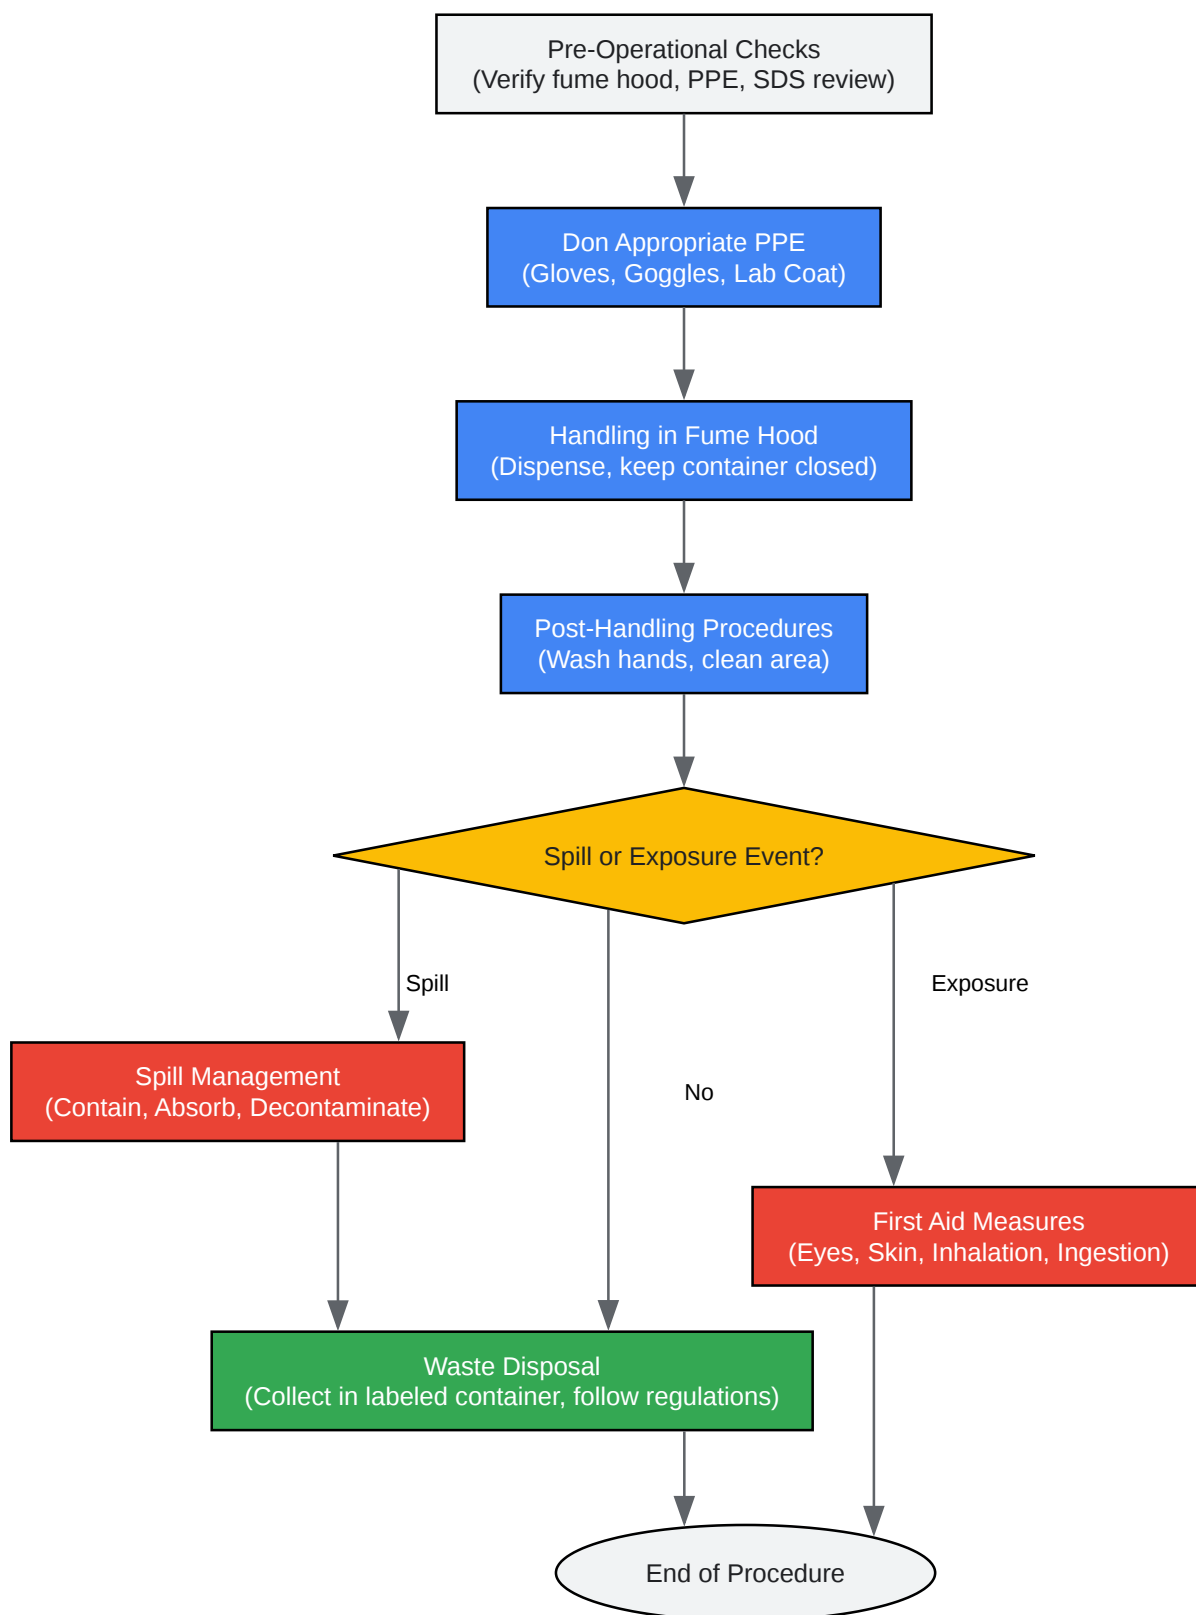 Pre-Operational Checks
(Verify fume hood, PPE, SDS review)
Don Appropriate PPE
(Gloves, Goggles, Lab Coat)
Handling in Fume Hood
(Dispense, keep container closed)
Post-Handling Procedures
(Wash hands, clean area)
Spill or Exposure Event?
Spill
Exposure
Spill Management
(Contain, Absorb, Decontaminate)
No
First Aid Measures
(Eyes, Skin, Inhalation, Ingestion)
Waste Disposal
(Collect in labeled container, follow regulations)
End of Procedure